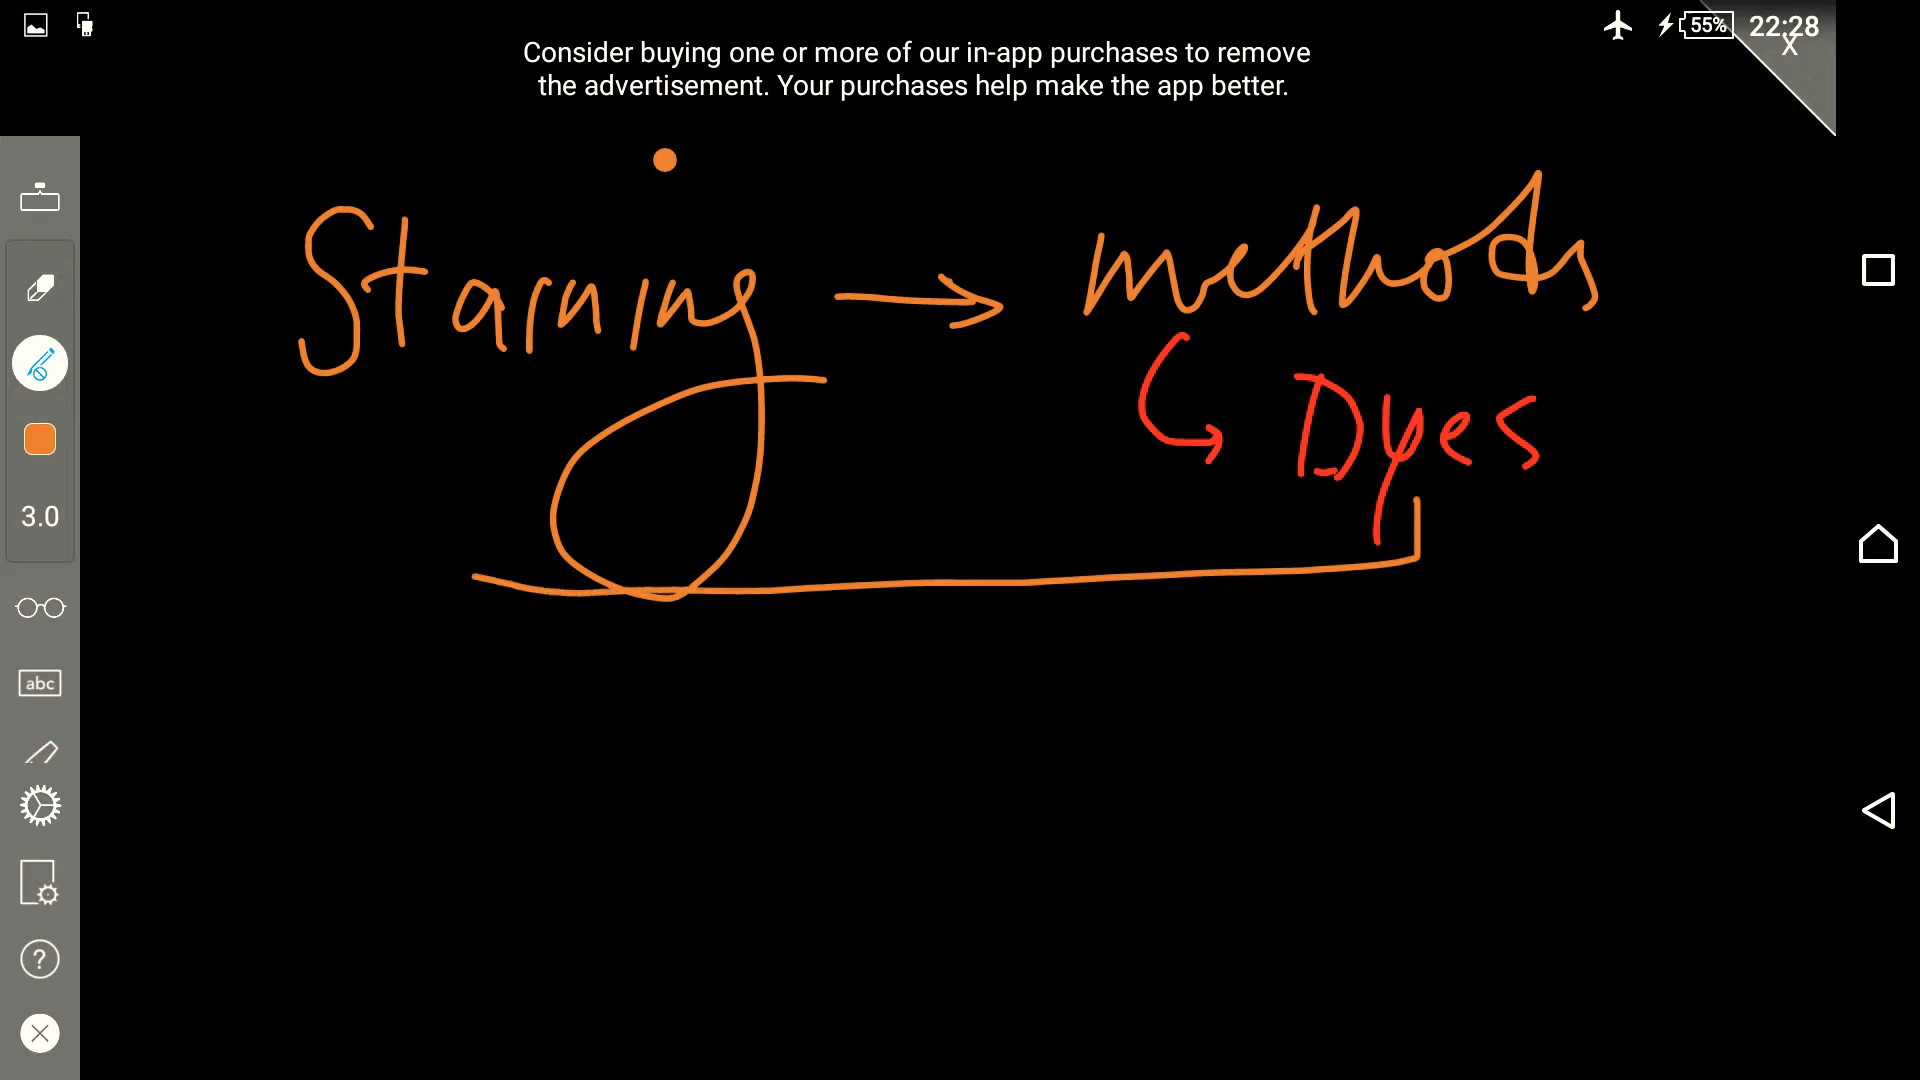 55% 22:28
X
Consider buying one or more of our in-app purchases to remove
the advertisement. Your purchases help make the app better.
Staining → methods
Dyes
3.0
abc
?